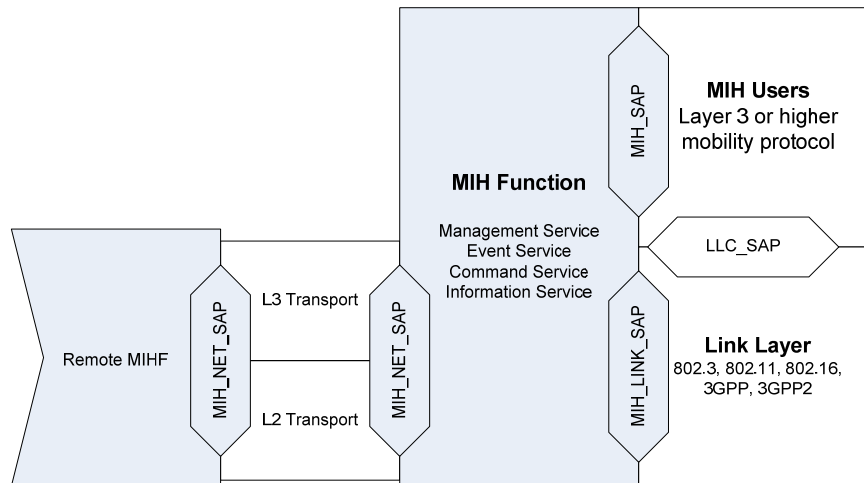 MIH_SAP
MIH Users
Layer 3 or higher
mobility protocol
MIH Function
Management Service
Event Service
Command Service
Information Service
LLC_SAP
Remote MIHF
MIH_NET_SAP
L3 Transport
L2 Transport
MIH_NET_SAP
MIH_LINK_SAP
Link Layer
802.3, 802.11, 802.16,
3GPP, 3GPP2